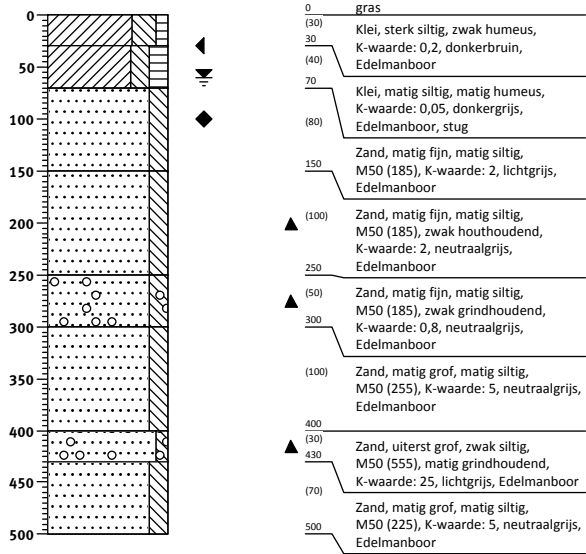 0
50
100
150
200
250
300
350
400
450
500
0 gras
(30)
Klei, sterk siltig, zwak humeus,
30 K-waarde: 0,2, donkerbruin,
(40) Edelmanboor
70 Klei, matig siltig, matig humeus,
K-waarde: 0,05, donkergrijs,
(80) Edelmanboor, stug
150 Zand, matig fijn, matig siltig,
M50 (185), K-waarde: 2, lichtgrijs,
Edelmanboor
(100) Zand, matig fijn, matig siltig,
M50 (185), zwak houthoudend,
K-waarde: 2, neutraalgrijs,
250 Edelmanboor
(50) Zand, matig fijn, matig siltig,
M50 (185), zwak grindhoudend,
300 K-waarde: 0,8, neutraalgrijs,
Edelmanboor
(100) Zand, matig grof, matig siltig,
M50 (255), K-waarde: 5, neutraalgrijs,
Edelmanboor
400
(30) Zand, uiterst grof, zwak siltig,
430 M50 (555), matig grindhoudend,
K-waarde: 25, lichtgrijs, Edelmanboor
(70)
Zand, matig grof, matig siltig,
500 M50 (225), K-waarde: 5, neutraalgrijs,
Edelmanboor